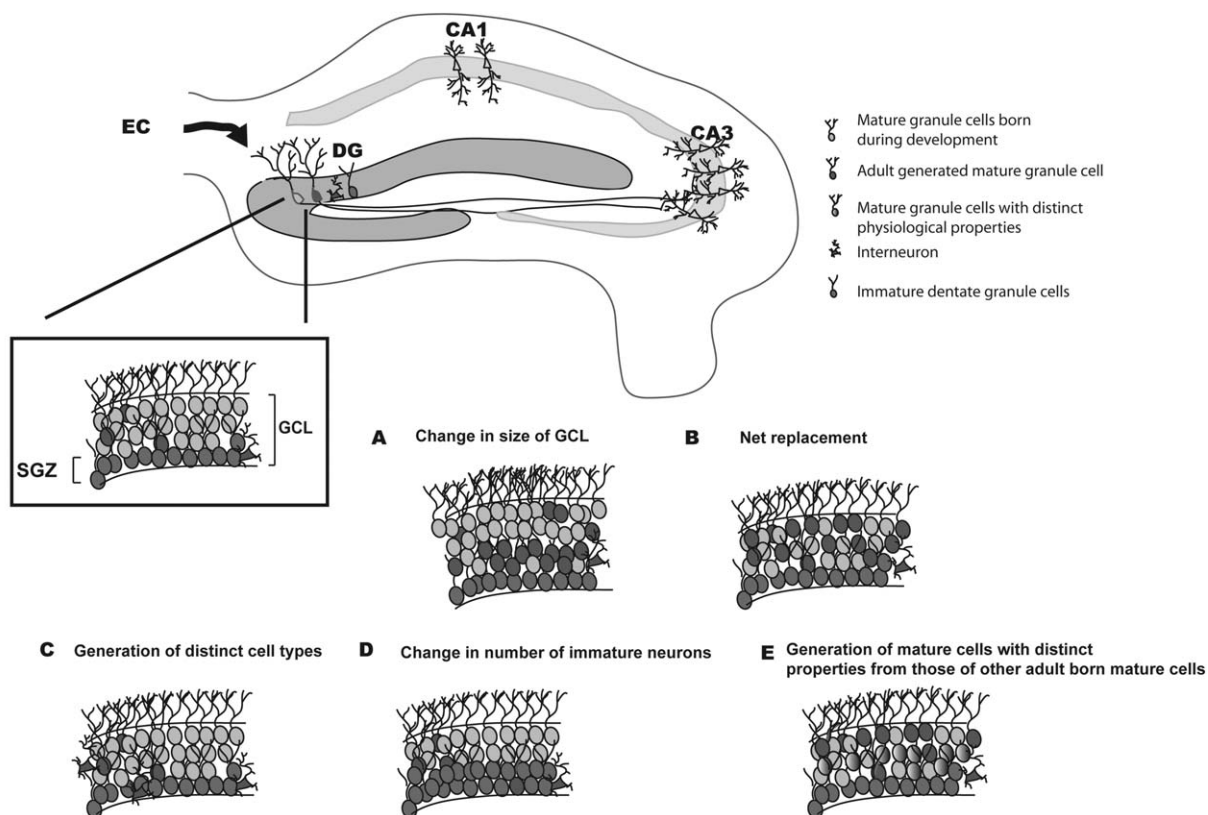 CA1
EC
DG
CA3
Mature granule cells born
during development
Adult generated mature granule cell
Mature granule cells with distinct
physiological properties
Interneuron
Immature dentate granule cells
GCL
SGZ
A Change in size of GCL
B Net replacement
C Generation of distinct cell types
D Change in number of immature neurons
E Generation of mature cells with distinct
properties from those of other adult born mature cells